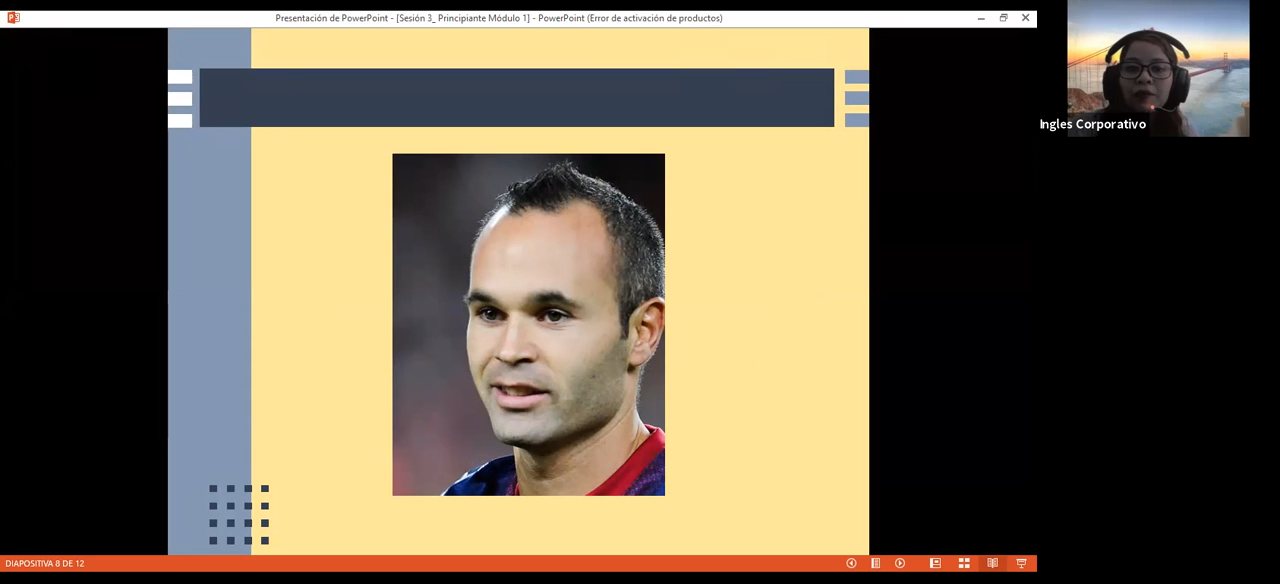 Presentación de PowerPoint - [Sesión 3_ Principiante Módulo 1] - PowerPoint (Error de activación de productos)
Ingles Corporativo
DIAPOSITIVA 8 DE 12